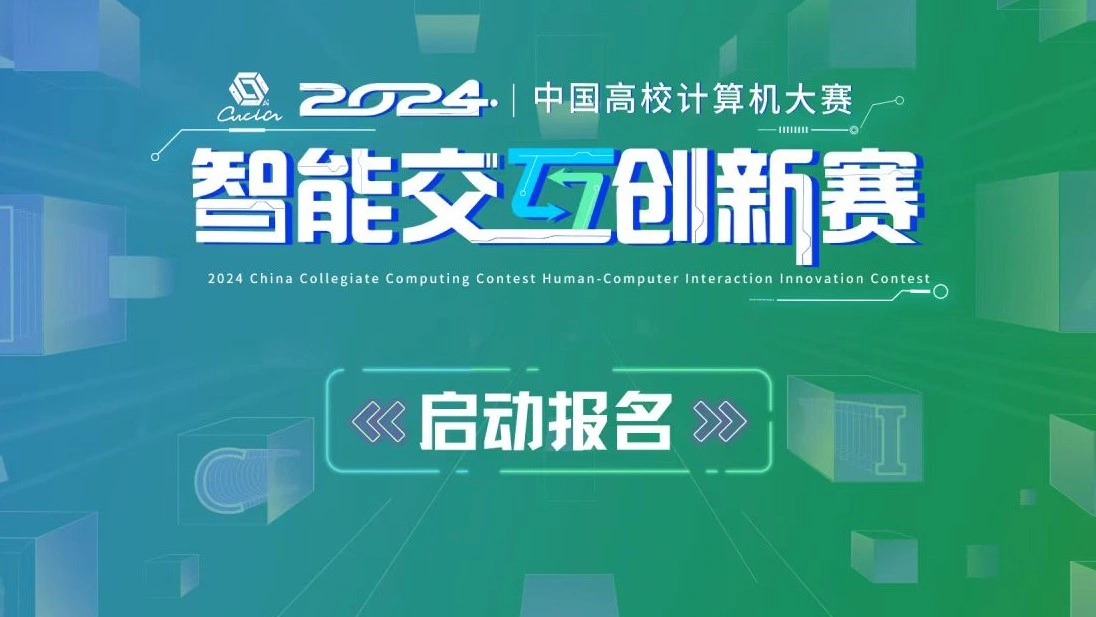 2024 | 中国高校计算机大赛
智能交互创新赛
2024 China Collegiate Computing Contest Human-Computer Interaction Innovation Contest
启动报名
C
I